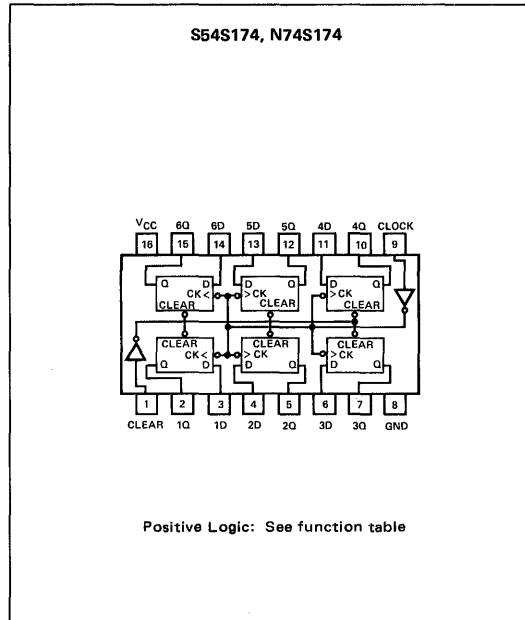 S54S174, N74S174
VCC 6Q 6D 5D 5Q 4D 4Q CLOCK
16 15 14 13 12 11 10 9
Q D D Q D Q
CK CK CK
CLEAR CLEAR CLEAR
CLEAR CLEAR CLEAR
CK CK CK
Q D D Q D Q
1 2 3 4 5 6 7 8
CLEAR 1Q 1D 2D 2Q 3D 3Q GND
Positive Logic: See function table